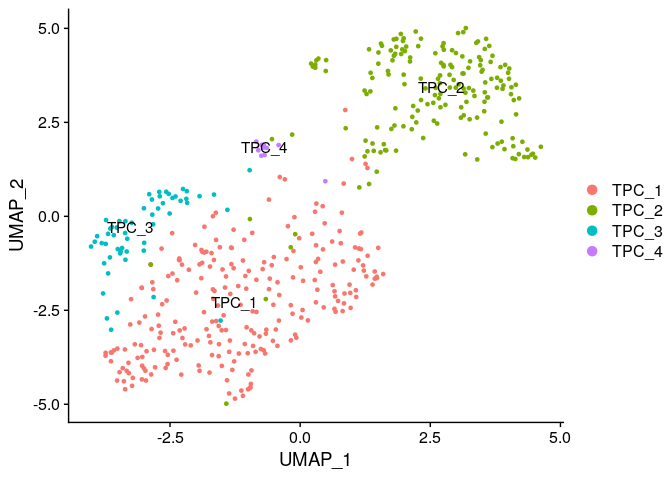 5.0
TPC_2
2.5
TPC_4
UMAP_2
0.0
TPC_3
-2.5
TPC_1
-5.0
-2.5
0.0
2.5
5.0
UMAP_1
TPC_1
TPC_2
TPC_3
TPC_4